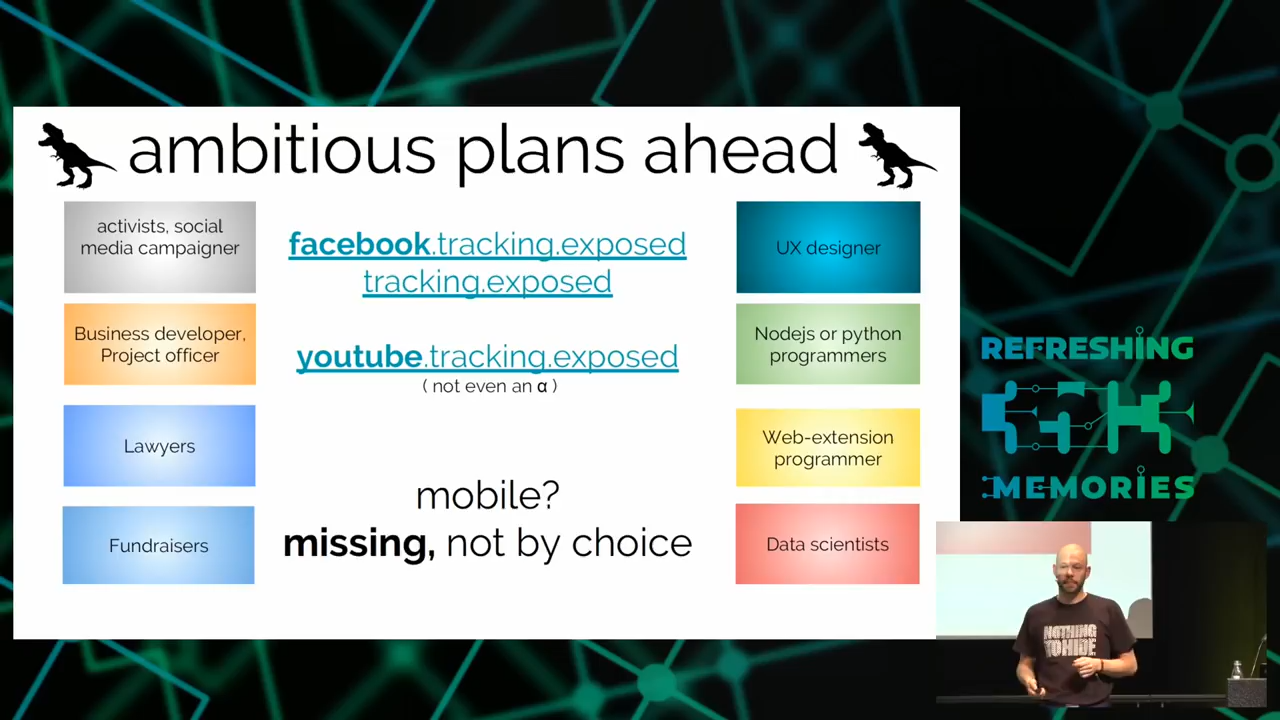 ambitious plans ahead
activists, social
media campaigner
Business developer,
Project officer
Lawyers
Fundraisers
facebook.tracking.exposed
tracking.exposed
youtube.tracking.exposed
( not even an α )
mobile?
missing, not by choice
UX designer
Nodejs or python
programmers
Web-extension
programmer
Data scientists
REFRESHING
35C3
MEMORIES
NOTHING
TO HIDE